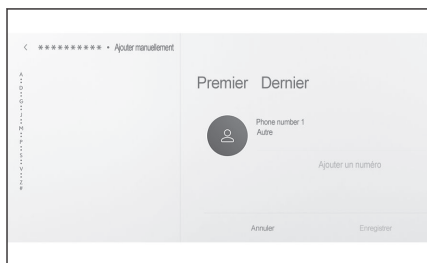 < ********** • Ajouter manuellement
A
•
D
•
G
•
J
•
M
•
P
•
S
•
V
•
Z
#
Premier Dernier
Phone number 1
Autre
Ajouter un numéro
Annuler Enregistrer